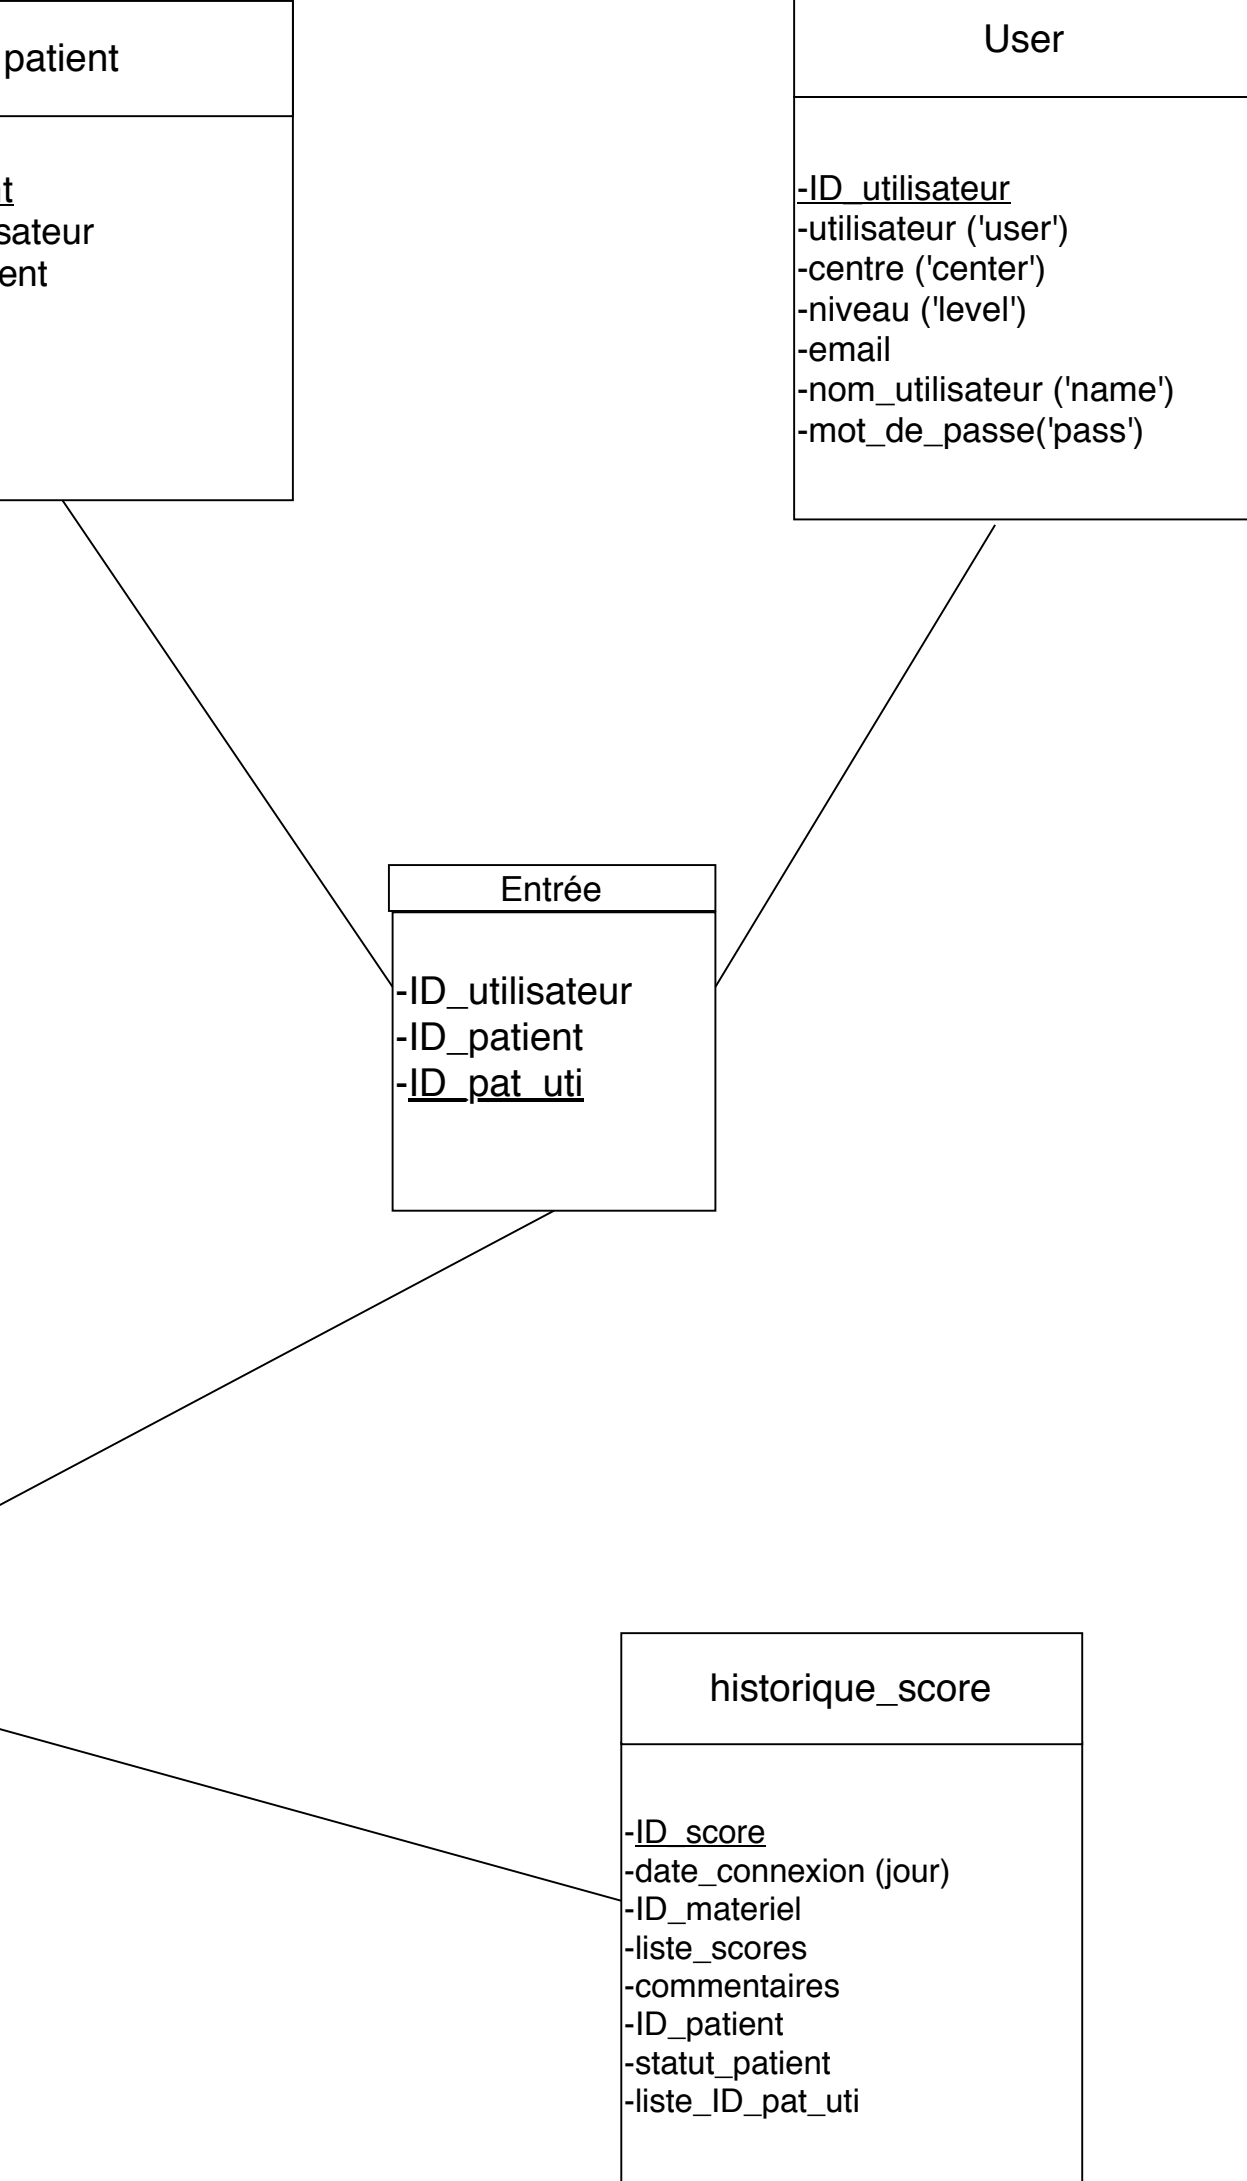 patient
User
t
sateur
ent
-ID_utilisateur
-utilisateur ('user')
-centre ('center')
-niveau ('level')
-email
-nom_utilisateur ('name')
-mot_de_passe('pass')
Entrée
-ID_utilisateur
-ID_patient
-ID_pat_uti
historique_score
-ID_score
-date_connexion (jour)
-ID_materiel
-liste_scores
-commentaires
-ID_patient
-statut_patient
-liste_ID_pat_uti